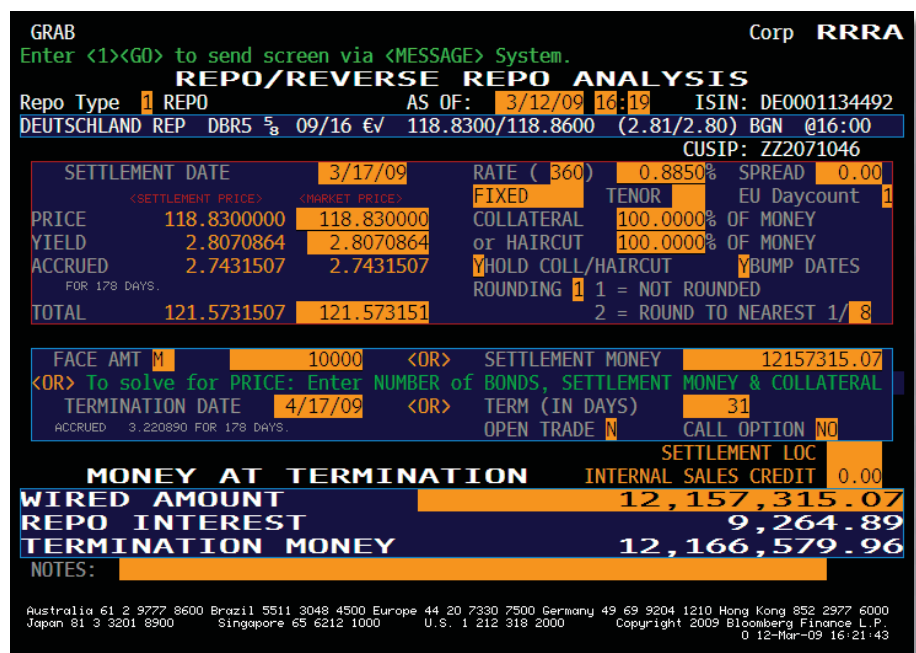 GRAB Corp RRRA
Enter <1><GO> to send screen via <MESSAGE> System.
REPO/REVERSE REPO ANALYSIS
Repo Type 1 REPO AS OF: 3/12/09 16:19 ISIN: DE0001134492
DEUTSCHLAND REP DBR5 ⅝ 09/16 €√ 118.8300/118.8600 (2.81/2.80) BGN @16:00
CUSIP: ZZ2071046
SETTLEMENT DATE 3/17/09 RATE ( 360) 0.8850% SPREAD 0.00
<SETTLEMENT PRICE> <MARKET PRICE> FIXED TENOR EU Daycount 1
PRICE 118.8300000 118.830000 COLLATERAL 100.0000% OF MONEY
YIELD 2.8070864 2.8070864 or HAIRCUT 100.0000% OF MONEY
ACCRUED 2.7431507 2.7431507 YHOLD COLL/HAIRCUT YBUMP DATES
FOR 178 DAYS. ROUNDING 1 1 = NOT ROUNDED
TOTAL 121.5731507 121.573151 2 = ROUND TO NEAREST 1/ 8
FACE AMT M 10000 <OR> SETTLEMENT MONEY 12157315.07
<OR> To solve for PRICE: Enter NUMBER of BONDS, SETTLEMENT MONEY & COLLATERAL
TERMINATION DATE 4/17/09 <OR> TERM (IN DAYS) 31
ACCRUED 3.220890 FOR 178 DAYS. OPEN TRADE N CALL OPTION NO
SETTLEMENT LOC
MONEY AT TERMINATION INTERNAL SALES CREDIT 0.00
WIRED AMOUNT 12,157,315.07
REPO INTEREST 9,264.89
TERMINATION MONEY 12,166,579.96
NOTES:
Australia 61 2 9777 8600 Brazil 5511 3048 4500 Europe 44 20 7330 7500 Germany 49 69 9204 1210 Hong Kong 852 2977 6000
Japan 81 3 3201 8900 Singapore 65 6212 1000 U.S. 1 212 318 2000 Copyright 2009 Bloomberg Finance L.P.
0 12-Mar-09 16:21:43